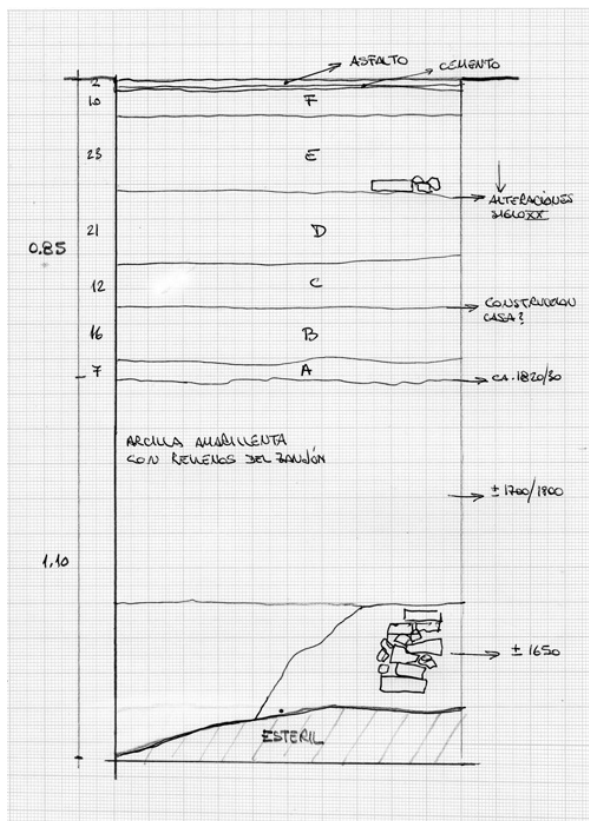 ASFALTO
CEMENTO
2
10
F
23
E
ALTERACIONES
SIGLO XX
21
D
0.85
12
C
CONSTRUCCION
CASA?
16
B
7
A
CA. 1820/30
ARCILLA AMARILLENTA
CON RELLENOS DEL ZANJÓN
± 1700/1800
1.10
± 1650
ESTERIL